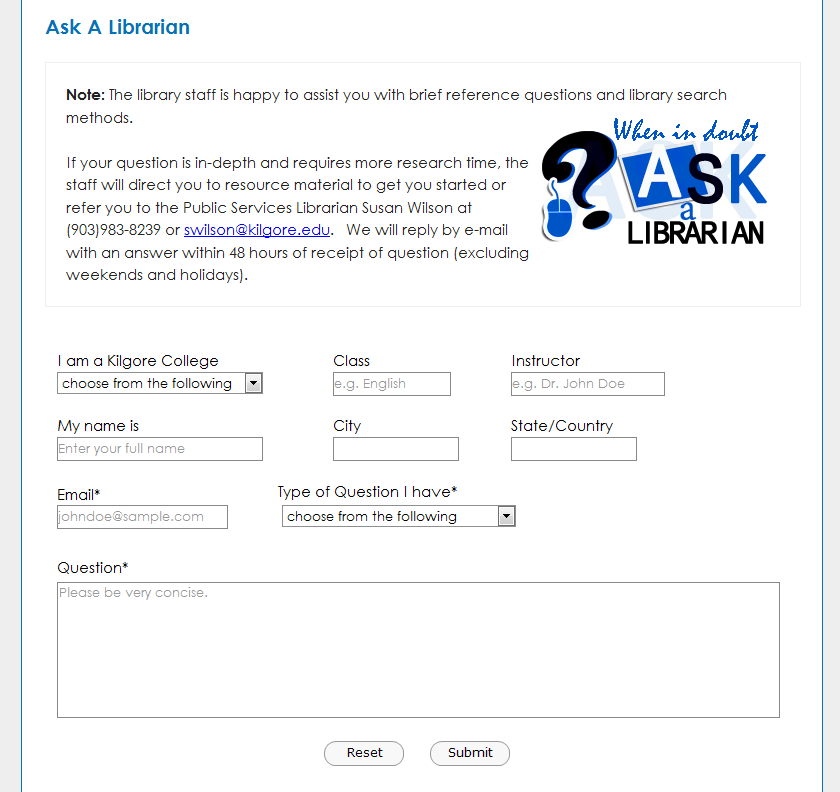 Ask A Librarian
Note: The library staff is happy to assist you with brief reference questions and library search
methods.
When in doubt
ASK
a
LIBRARIAN
If your question is in-depth and requires more research time, the
staff will direct you to resource material to get you started or
refer you to the Public Services Librarian Susan Wilson at
(903)983-8239 or swilson@kilgore.edu. We will reply by e-mail
with an answer within 48 hours of receipt of question (excluding
weekends and holidays).
I am a Kilgore College Class Instructor
choose from the following e.g. English e.g. Dr. John Doe
My name is City State/Country
Enter your full name
Email* Type of Question I have*
johndoe@sample.com choose from the following
Question*
Please be very concise.
Reset Submit